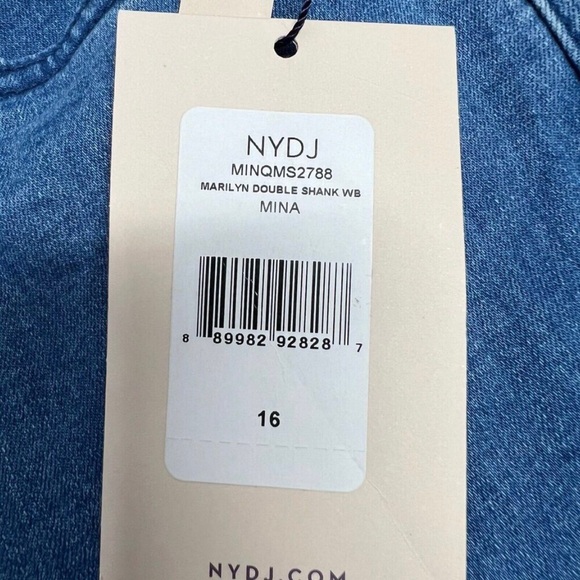 NYDJ
MINQMS2788
MARILYN DOUBLE SHANK WB
MINA
8 89982 92828 7
16
NYDJ.COM